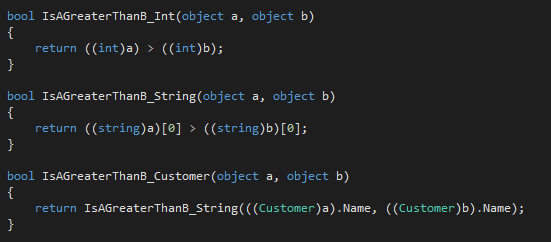 bool IsAGreaterThanB_Int(object a, object b)
{
    return ((int)a) > ((int)b);
}
bool IsAGreaterThanB_String(object a, object b)
{
    return ((string)a)[0] > ((string)b)[0];
}
bool IsAGreaterThanB_Customer(object a, object b)
{
    return IsAGreaterThanB_String(((Customer)a).Name, ((Customer)b).Name);
}